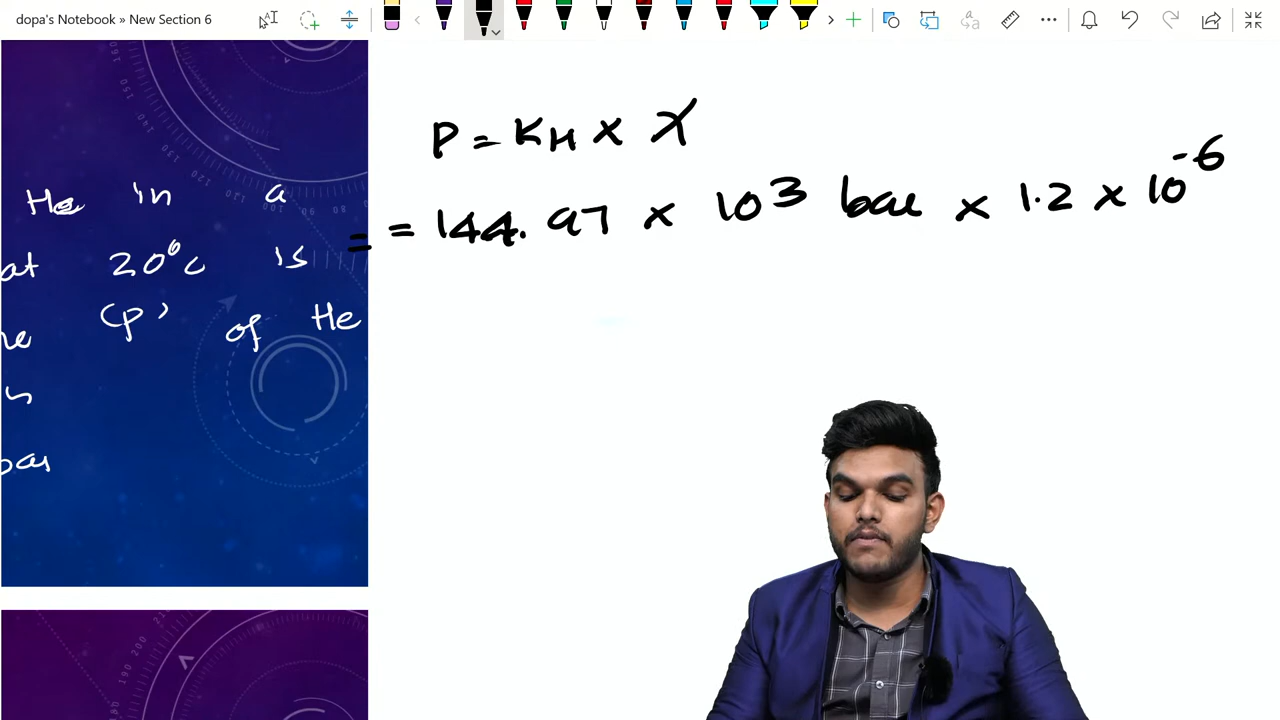 dopa's Notebook » New Section 6
P = KH x X
He in a
= = 144.97 x 10³ bar x 1.2 x 10⁻⁶
at 20°C is
'p' of He
bar